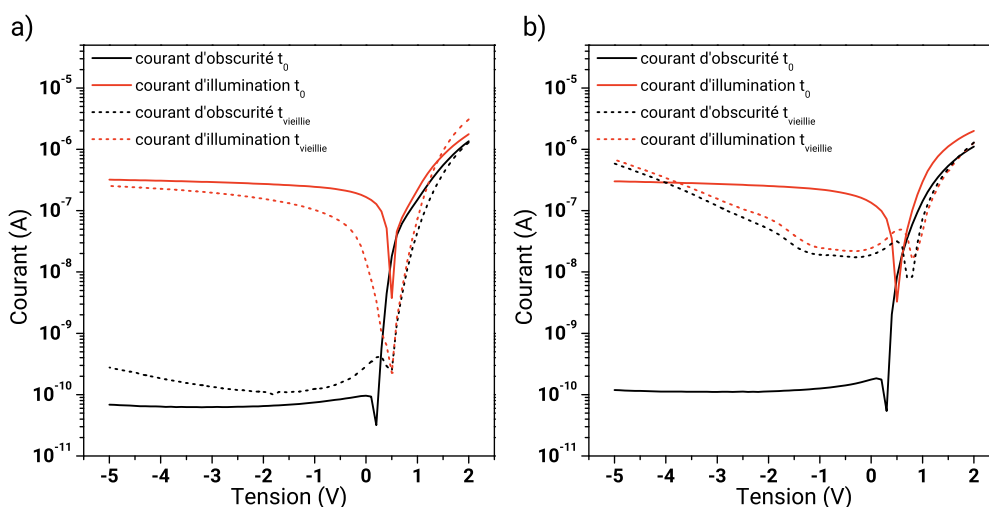 a)
courant d'obscurité t0
courant d'illumination t0
courant d'obscurité tvieillie
courant d'illumination tvieillie
10-5
10-6
10-7
10-8
10-9
10-10
10-11
Courant (A)
-5 -4 -3 -2 -1 0 1 2
Tension (V)
b)
courant d'obscurité t0
courant d'illumination t0
courant d'obscurité tvieillie
courant d'illumination tvieillie
10-5
10-6
10-7
10-8
10-9
10-10
10-11
Courant (A)
-5 -4 -3 -2 -1 0 1 2
Tension (V)